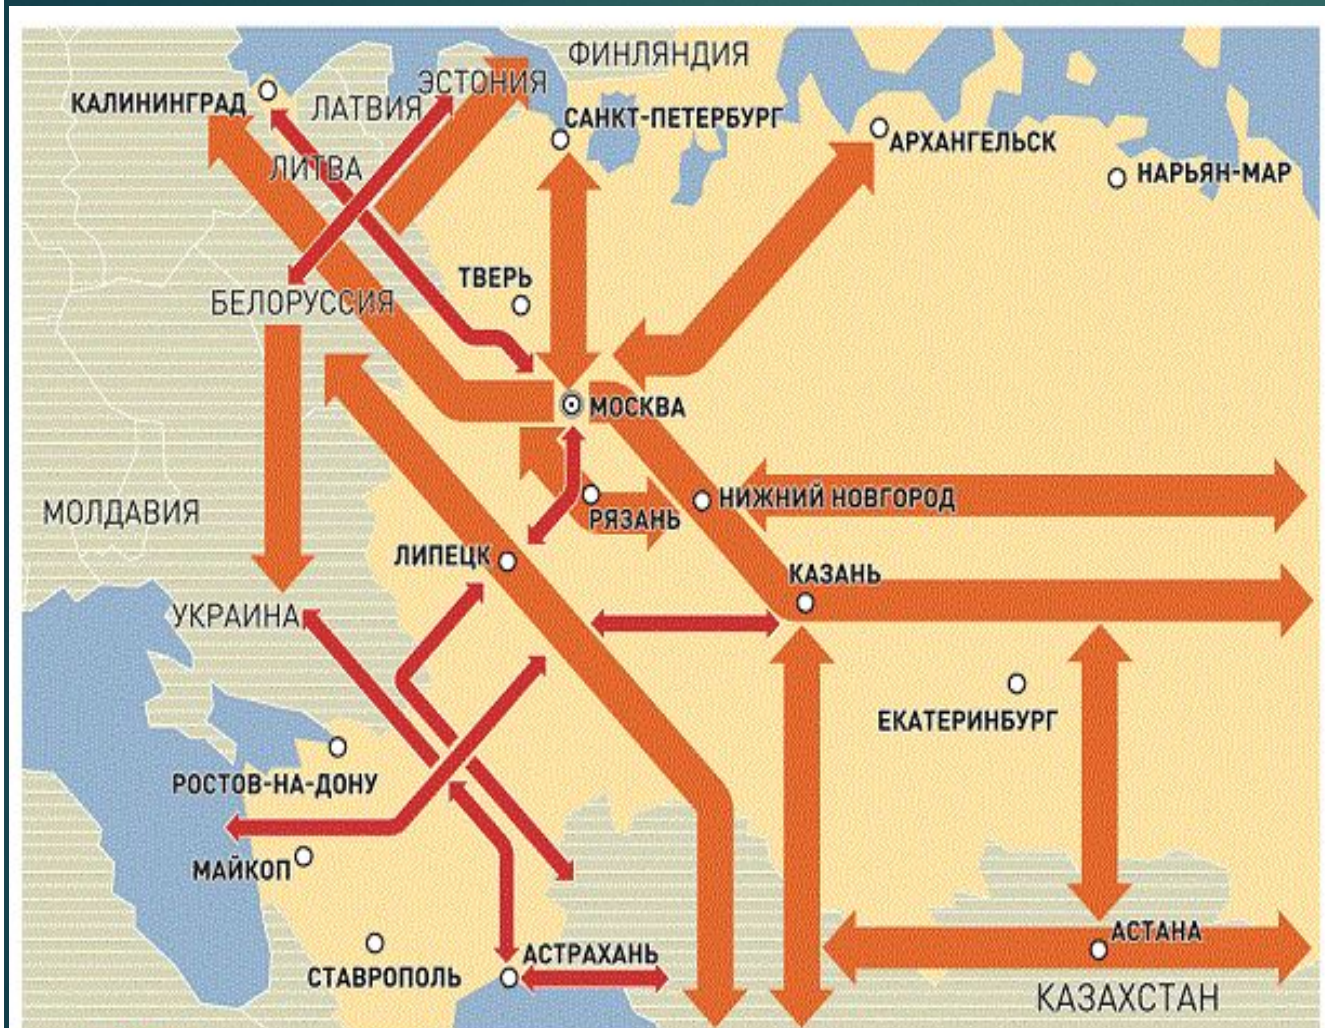 ФИНЛЯНДИЯ
ЭСТОНИЯ
КАЛИНИНГРАД
ЛАТВИЯ
САНКТ-ПЕТЕРБУРГ
АРХАНГЕЛЬСК
ЛИТВА
НАРЬЯН-МАР
ТВЕРЬ
БЕЛОРУССИЯ
МОСКВА
НИЖНИЙ НОВГОРОД
МОЛДАВИЯ
РЯЗАНЬ
ЛИПЕЦК
КАЗАНЬ
УКРАИНА
ЕКАТЕРИНБУРГ
РОСТОВ-НА-ДОНУ
МАЙКОП
АСТАНА
СТАВРОПОЛЬ
АСТРАХАНЬ
КАЗАХСТАН